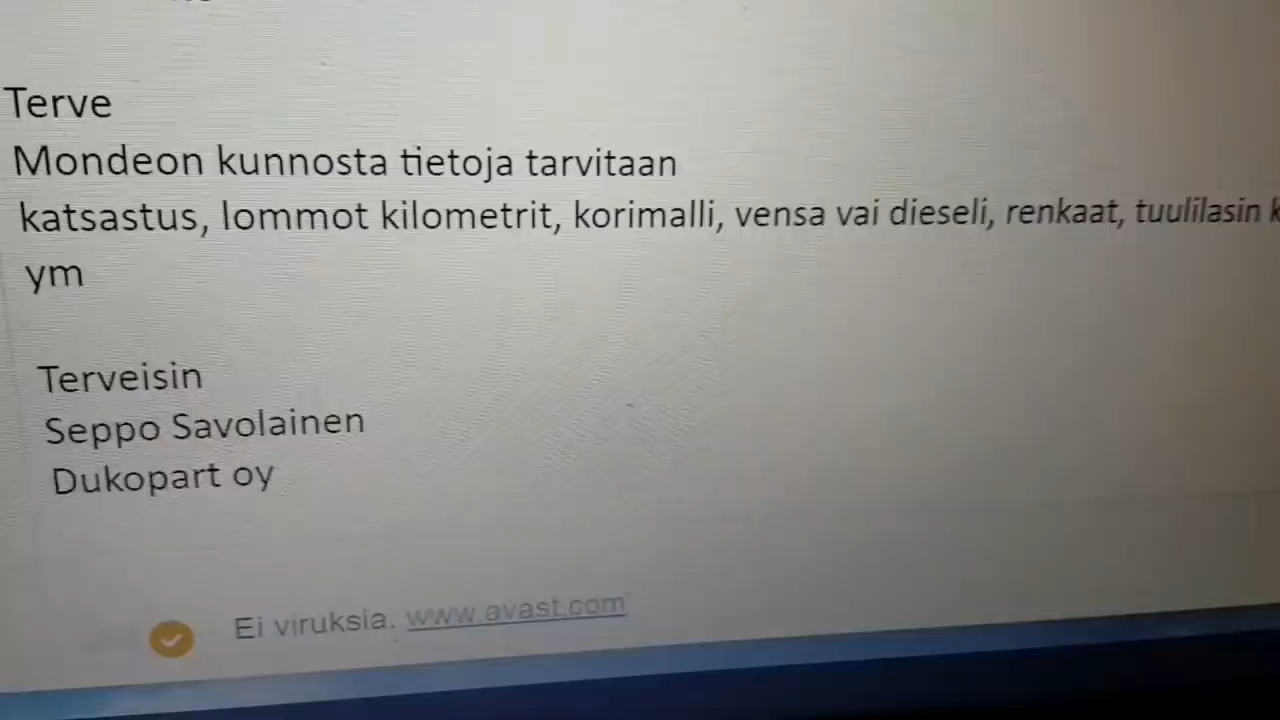 Terve
Mondeon kunnosta tietoja tarvitaan
katsastus, lommot kilometrit, korimalli, vensa vai dieseli, renkaat, tuulilasin
ym
Terveisin
Seppo Savolainen
Dukopart oy
Ei viruksia. www.avast.com